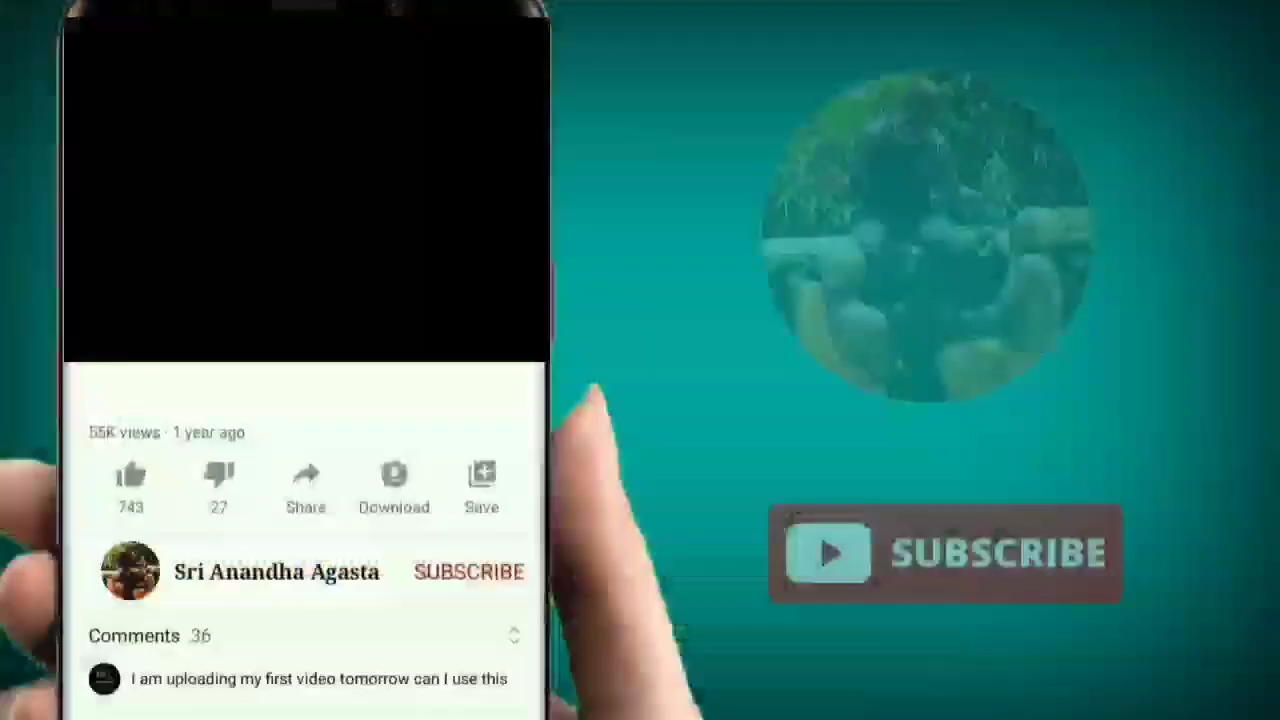 55K views · 1 year ago
743 27 Share Download Save
Sri Anandha Agasta SUBSCRIBE
Comments 36
I am uploading my first video tomorrow can I use this
SUBSCRIBE